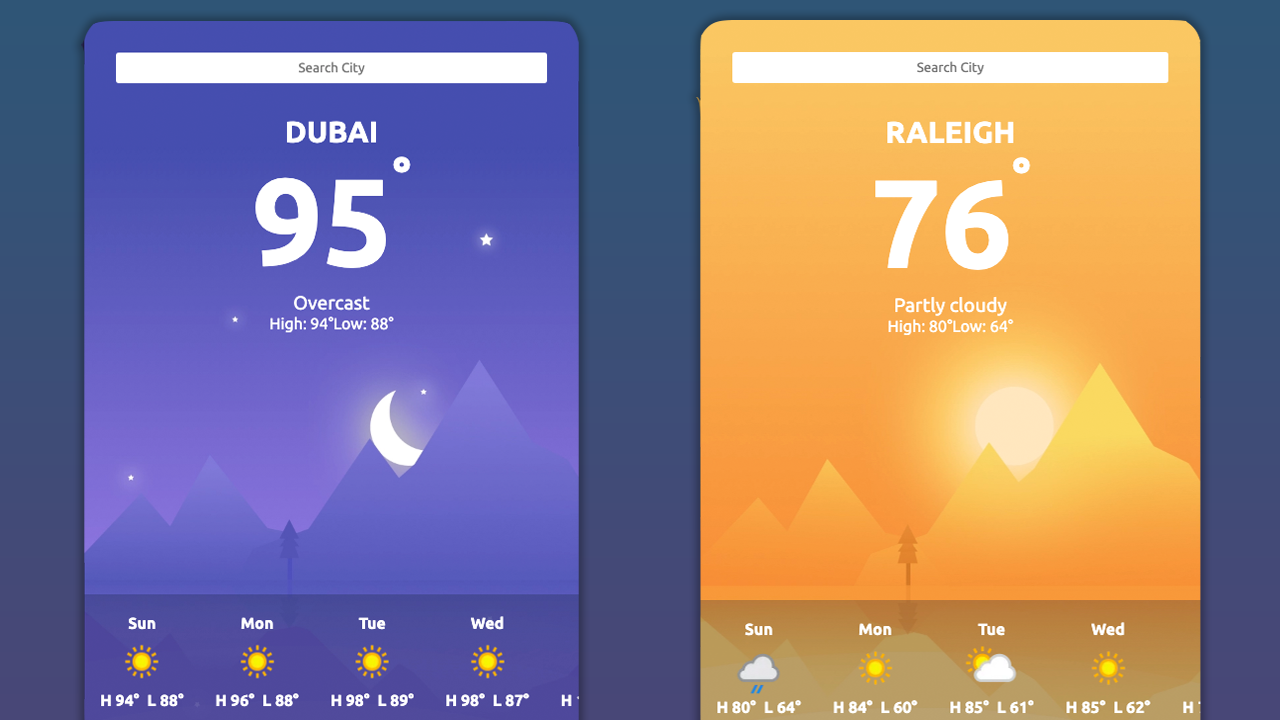 Search City
DUBAI
95°
Overcast
High: 94°Low: 88°
Sun Mon Tue Wed
H 94° L 88° H 96° L 88° H 98° L 89° H 98° L 87° H
Search City
RALEIGH
76°
Partly cloudy
High: 80°Low: 64°
Sun Mon Tue Wed
H 80° L 64° H 84° L 60° H 85° L 61° H 85° L 62° H